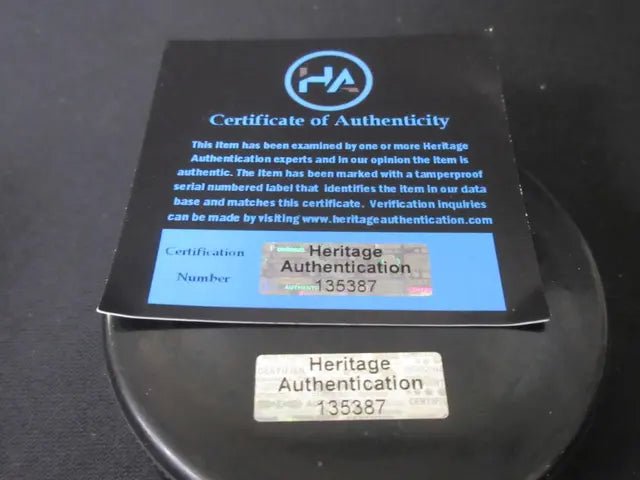 HA
Certificate of Authenticity
This item has been examined by one or more Heritage
Authentication experts and in our opinion the item is
authentic. The item has been marked with a tamperproof
serial numbered label that identifies the item in our data
base and matches this certificate. Verification inquiries
can be made by visiting www.heritageauthentication.com
Certification
Number
Heritage
Authentication
135387
Heritage
Authentication
135387